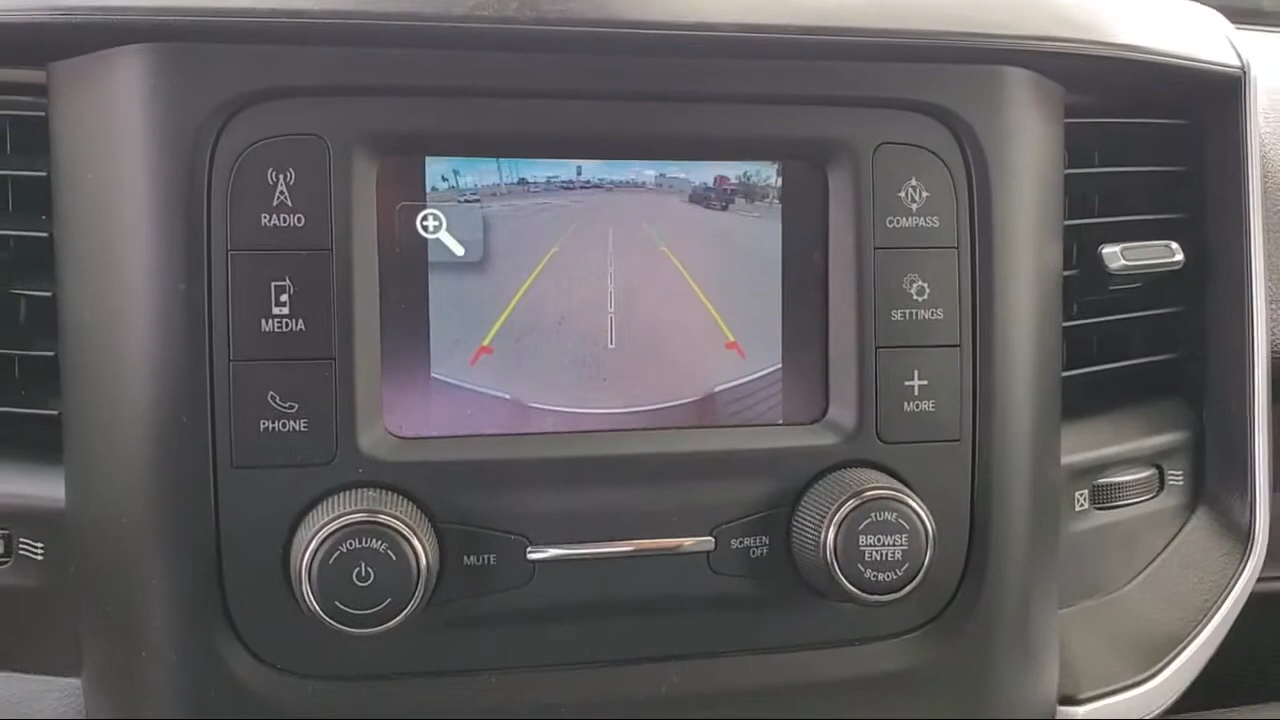 RADIO
MEDIA
PHONE
N
COMPASS
SETTINGS
MORE
VOLUME
MUTE
SCREEN
OFF
TUNE
BROWSE
ENTER
SCROLL